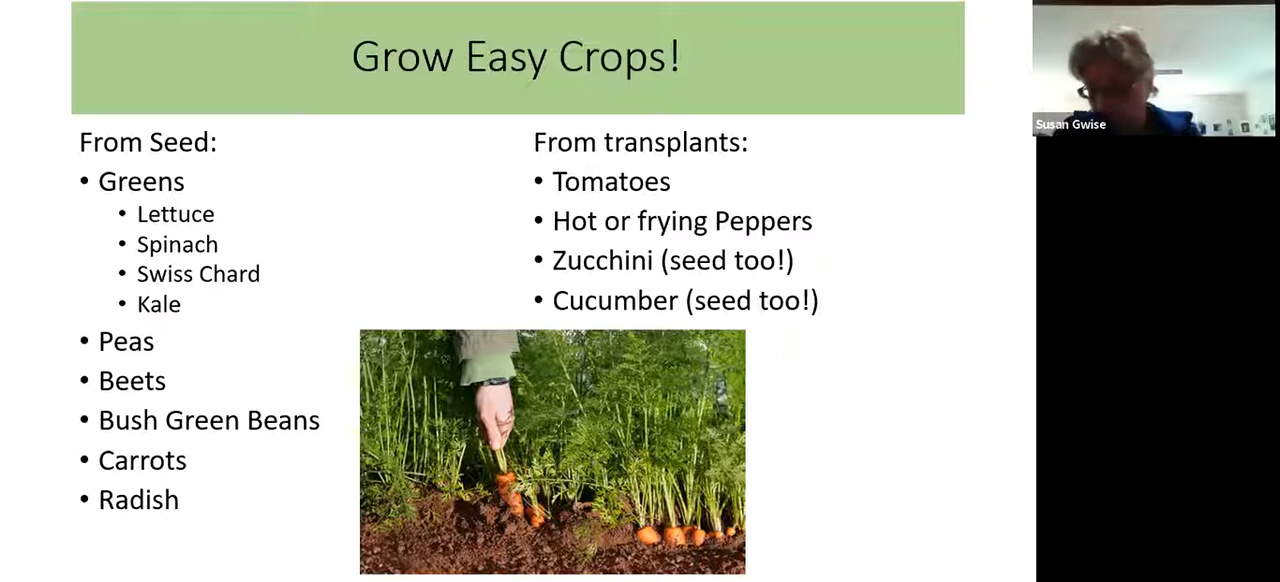 Grow Easy Crops!
From Seed:
• Greens
• Lettuce
• Spinach
• Swiss Chard
• Kale
• Peas
• Beets
• Bush Green Beans
• Carrots
• Radish
From transplants:
• Tomatoes
• Hot or frying Peppers
• Zucchini (seed too!)
• Cucumber (seed too!)
Susan Gwise